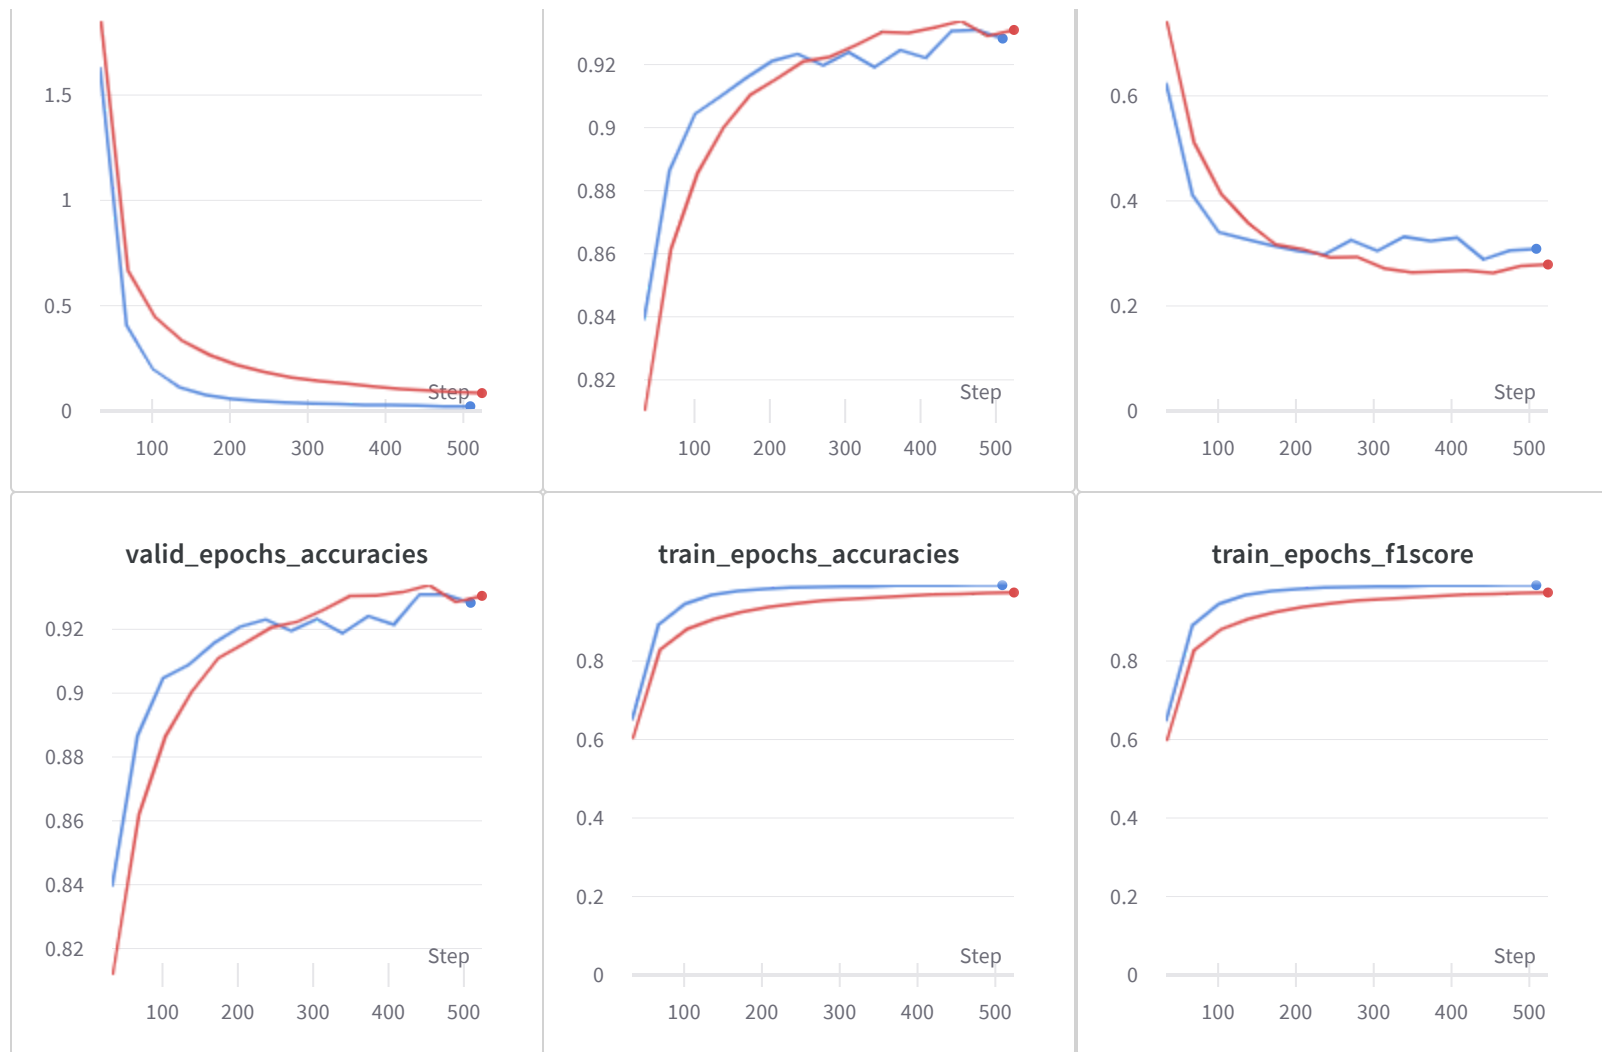 1.5
1
0.5
0
Step
100 200 300 400 500
0.92
0.9
0.88
0.86
0.84
0.82
Step
100 200 300 400 500
0.6
0.4
0.2
0
Step
100 200 300 400 500
valid_epochs_accuracies
0.92
0.9
0.88
0.86
0.84
0.82
Step
100 200 300 400 500
train_epochs_accuracies
0.8
0.6
0.4
0.2
0
Step
100 200 300 400 500
train_epochs_f1score
0.8
0.6
0.4
0.2
0
Step
100 200 300 400 500